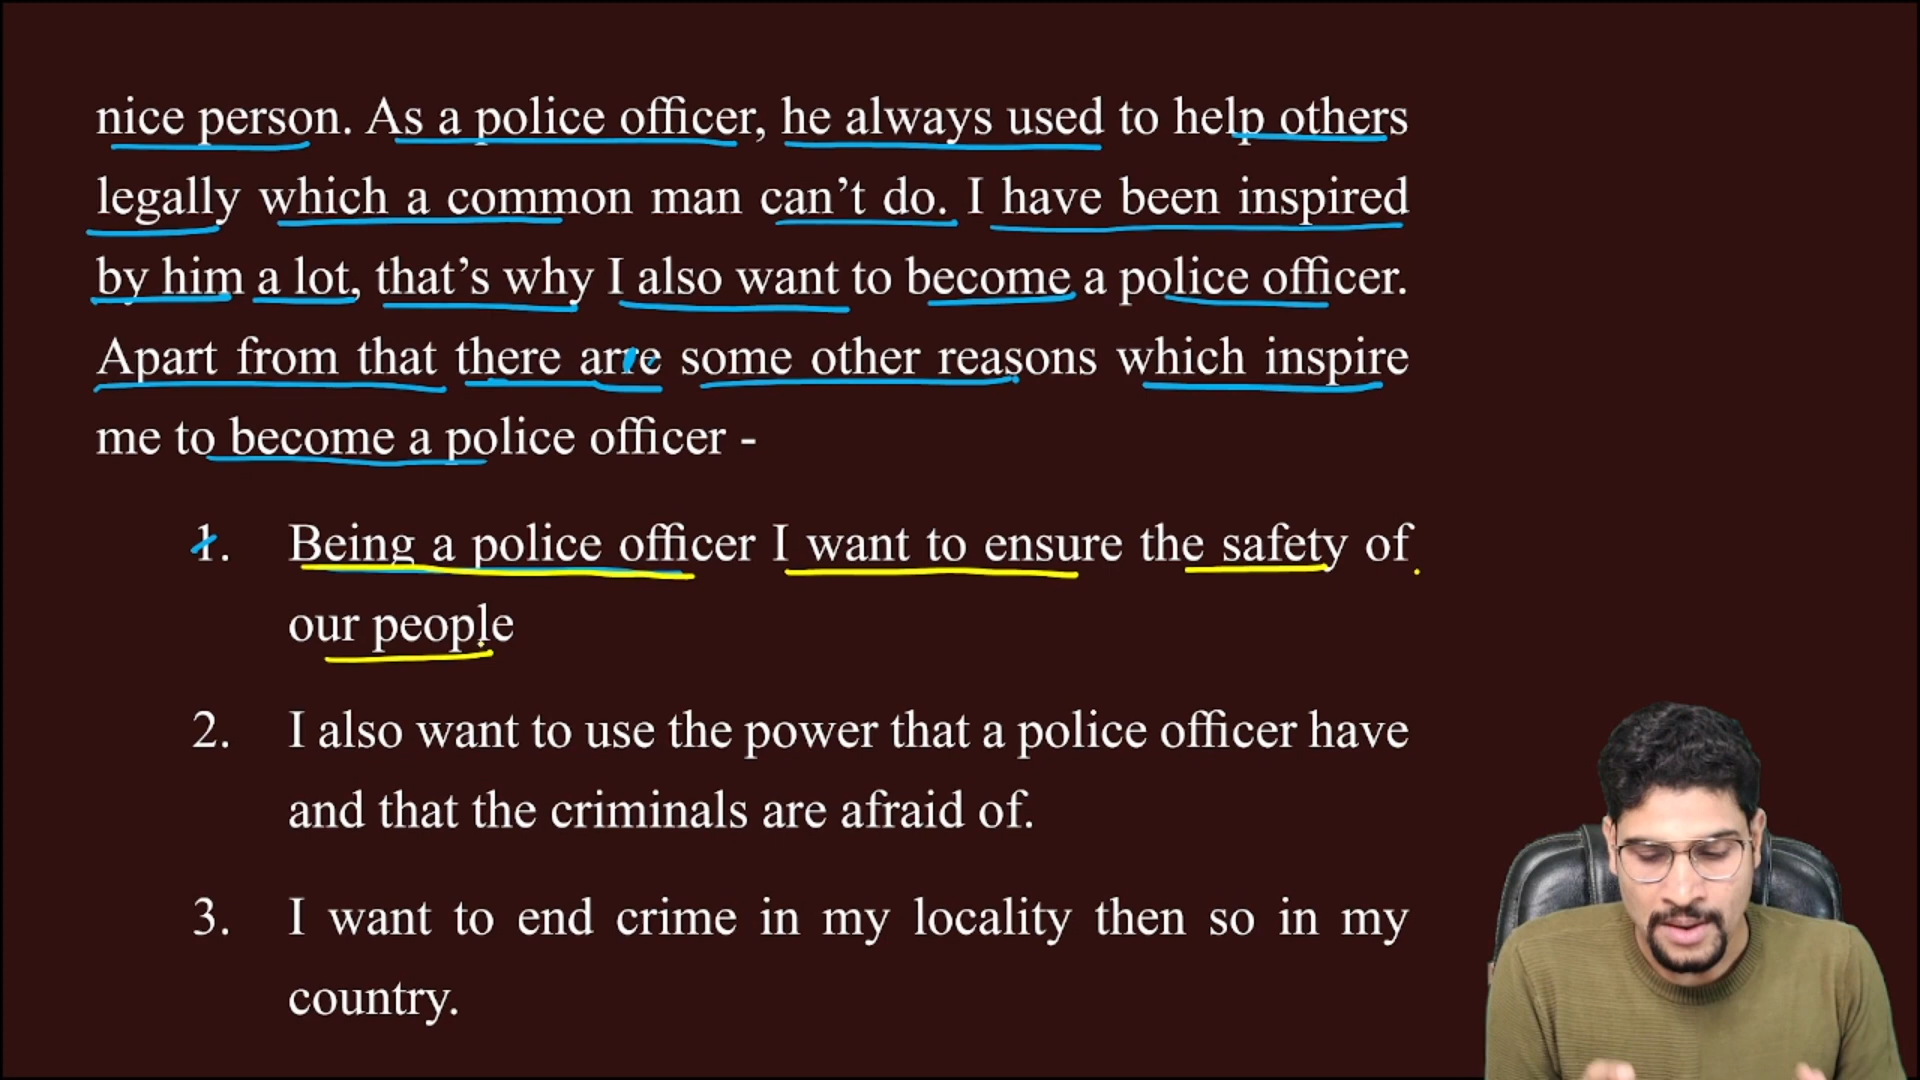 nice person. As a police officer, he always used to help others
legally which a common man can’t do. I have been inspired
by him a lot, that’s why I also want to become a police officer.
Apart from that there arre some other reasons which inspire
me to become a police officer -
1. Being a police officer I want to ensure the safety of
our people
2. I also want to use the power that a police officer have
and that the criminals are afraid of.
3. I want to end crime in my locality then so in my
country.